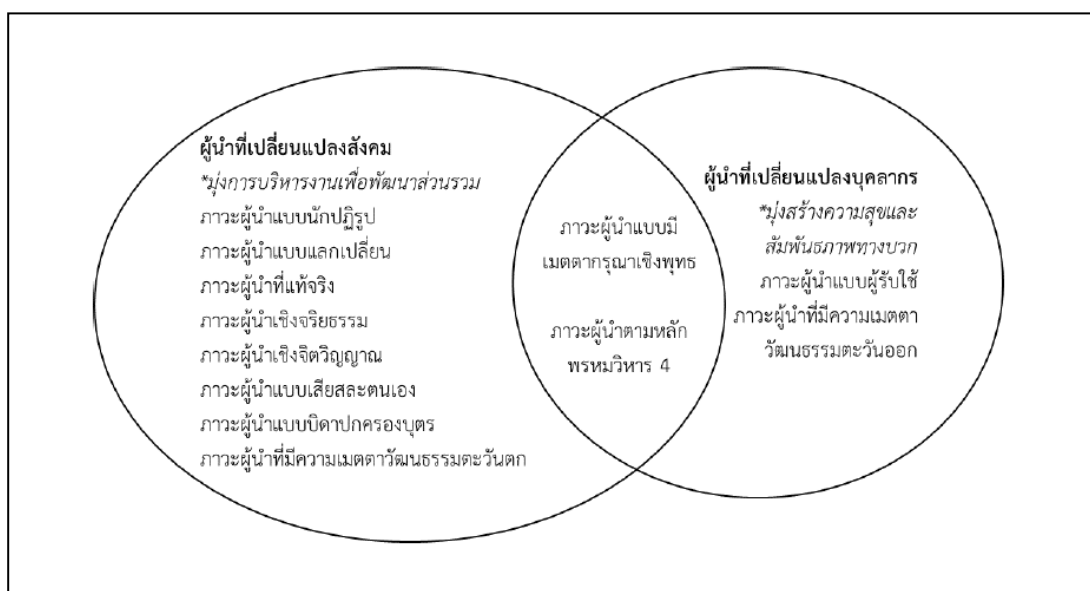 ผู้นำที่เปลี่ยนแปลงสังคม
*มุ่งการบริหารงานเพื่อพัฒนาส่วนรวม
ภาวะผู้นำแบบนักปฏิรูป
ภาวะผู้นำแบบแลกเปลี่ยน
ภาวะผู้นำที่แท้จริง
ภาวะผู้นำเชิงจริยธรรม
ภาวะผู้นำเชิงจิตวิญญาณ
ภาวะผู้นำแบบเสียสละตนเอง
ภาวะผู้นำแบบบิดาปกครองบุตร
ภาวะผู้นำที่มีความเมตตาวัฒนธรรมตะวันตก
ภาวะผู้นำแบบมี
เมตตากรุณาเชิงพุทธ
ภาวะผู้นำตามหลัก
พรหมวิหาร 4
ผู้นำที่เปลี่ยนแปลงบุคลากร
*มุ่งสร้างความสุขและ
สัมพันธภาพทางบวก
ภาวะผู้นำแบบผู้รับใช้
ภาวะผู้นำที่มีความเมตตา
วัฒนธรรมตะวันออก